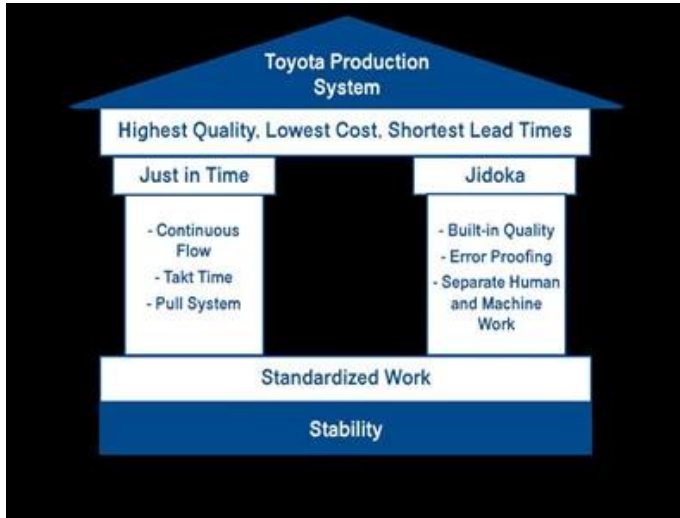 Toyota Production
System
Highest Quality, Lowest Cost, Shortest Lead Times
Just in Time
Jidoka
- Continuous
Flow
- Takt Time
- Pull System
- Built-in Quality
- Error Proofing
- Separate Human
and Machine
Work
Standardized Work
Stability